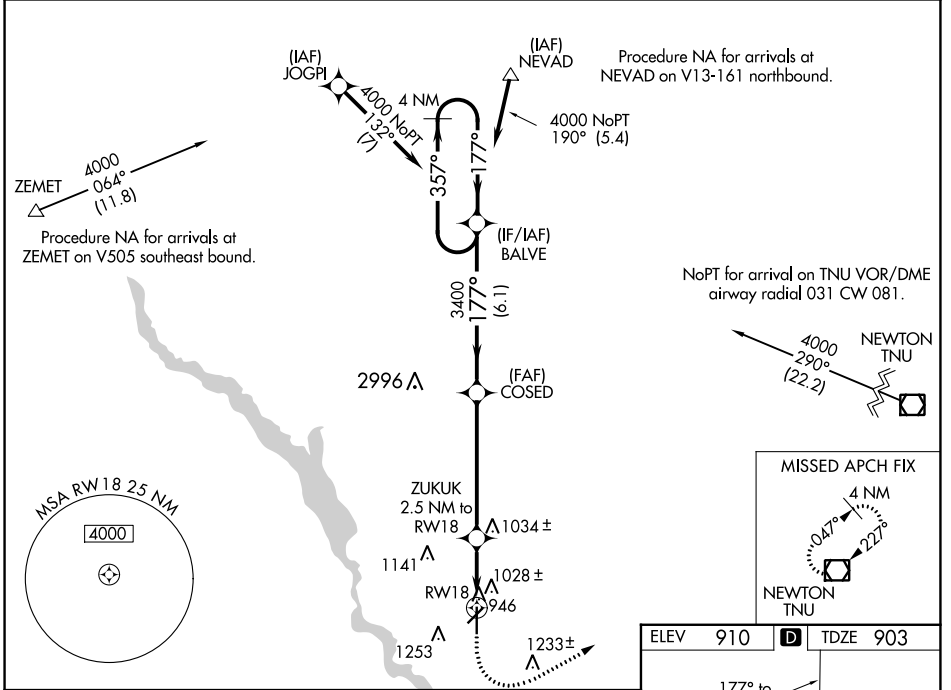 (IAF)
JOGPI
4000 NoPT
132°
(7)
4 NM
357°
177°
(IAF)
NEVAD
Procedure NA for arrivals at
NEVAD on V13-161 northbound.
4000 NoPT
190° (5.4)
ZEMET
4000
064°
(11.8)
Procedure NA for arrivals at
ZEMET on V505 southeast bound.
(IF/IAF)
BALVE
3400
177°
(6.1)
NoPT for arrival on TNU VOR/DME
airway radial 031 CW 081.
4000
290°
(22.2)
NEWTON
TNU
2996
(FAF)
COSED
MSA RW18 25 NM
4000
ZUKUK
2.5 NM to
RW18
1034 ±
1141
1028 ±
RW18
946
1253
1233 ±
MISSED APCH FIX
4 NM
047°
227°
NEWTON
TNU
ELEV 910 D TDZE 903
177° to